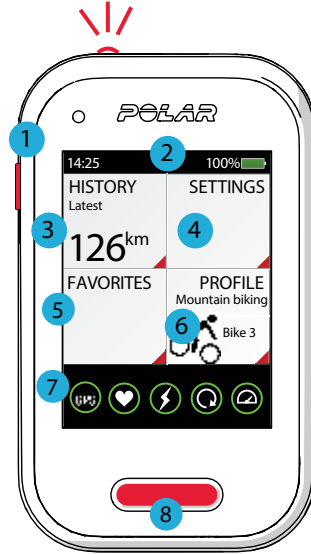 POLAR
1
2
14:25 100%
HISTORY
Latest
3
126km
SETTINGS
4
FAVORITES
5
PROFILE
Mountain biking
6
Bike 3
7
GPS
8